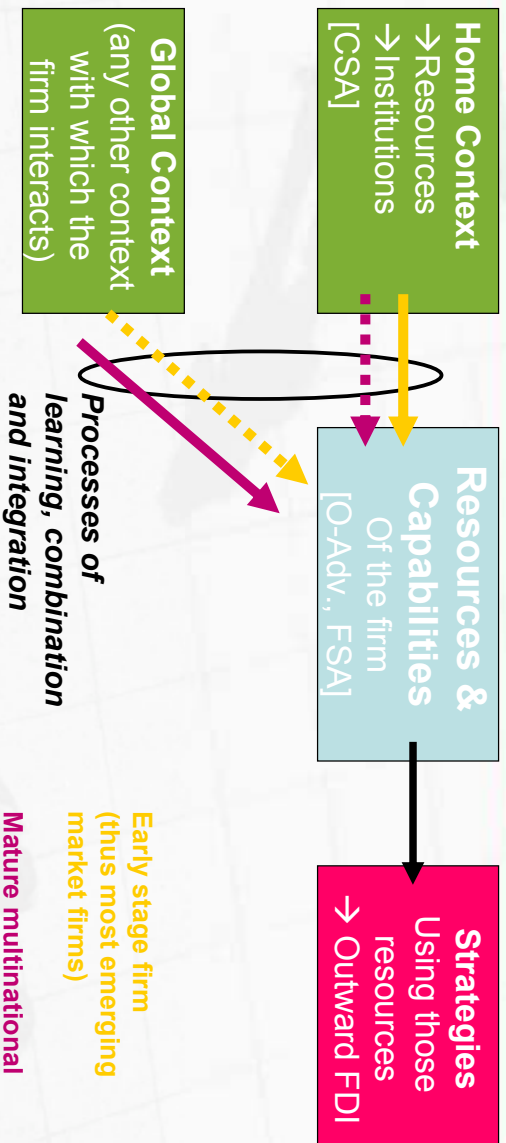 Home Context
→Resources
→Institutions
[CSA]
Global Context
(any other context
with which the
firm interacts)
Processes of
learning, combination
and integration
Resources &
Capabilities
Of the firm
[O-Adv., FSA]
Strategies
Using those
resources
→ Outward FDI
Early stage firm
(thus most emerging
market firms)
Mature multinational